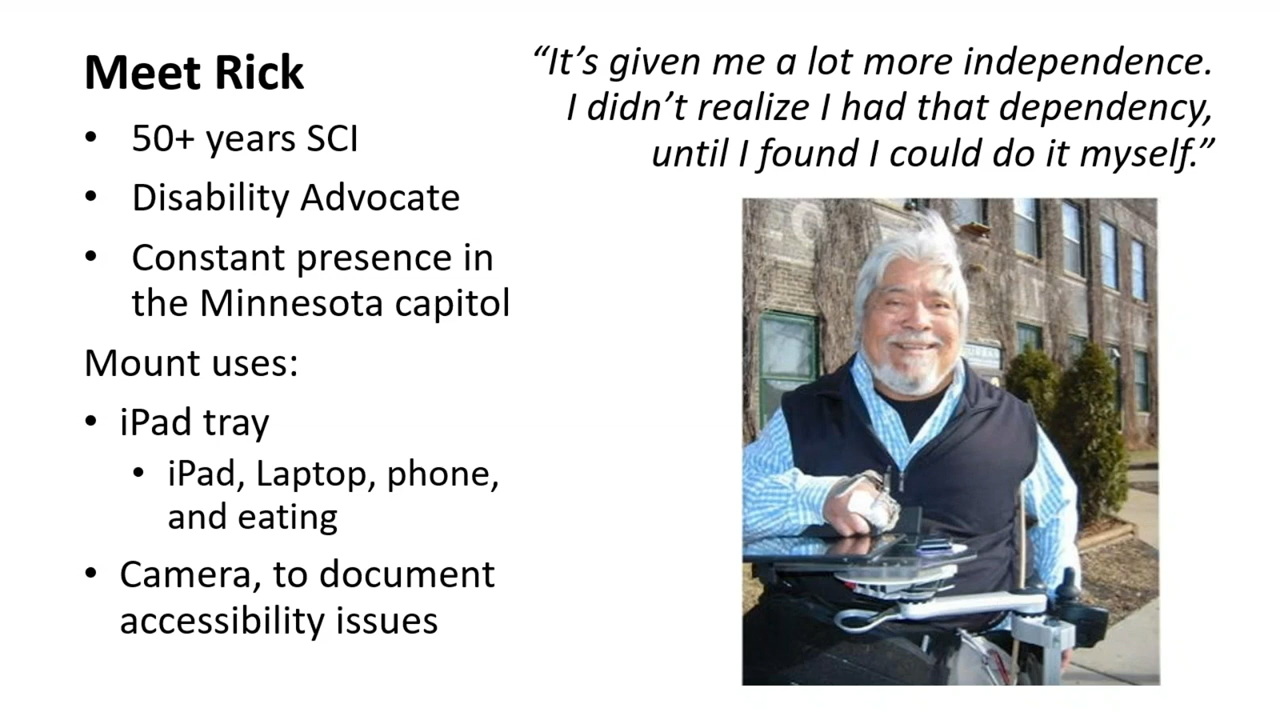 Meet Rick
• 50+ years SCI
• Disability Advocate
• Constant presence in
the Minnesota capitol
Mount uses:
• iPad tray
• iPad, Laptop, phone,
and eating
• Camera, to document
accessibility issues
“It’s given me a lot more independence.
I didn’t realize I had that dependency,
until I found I could do it myself.”